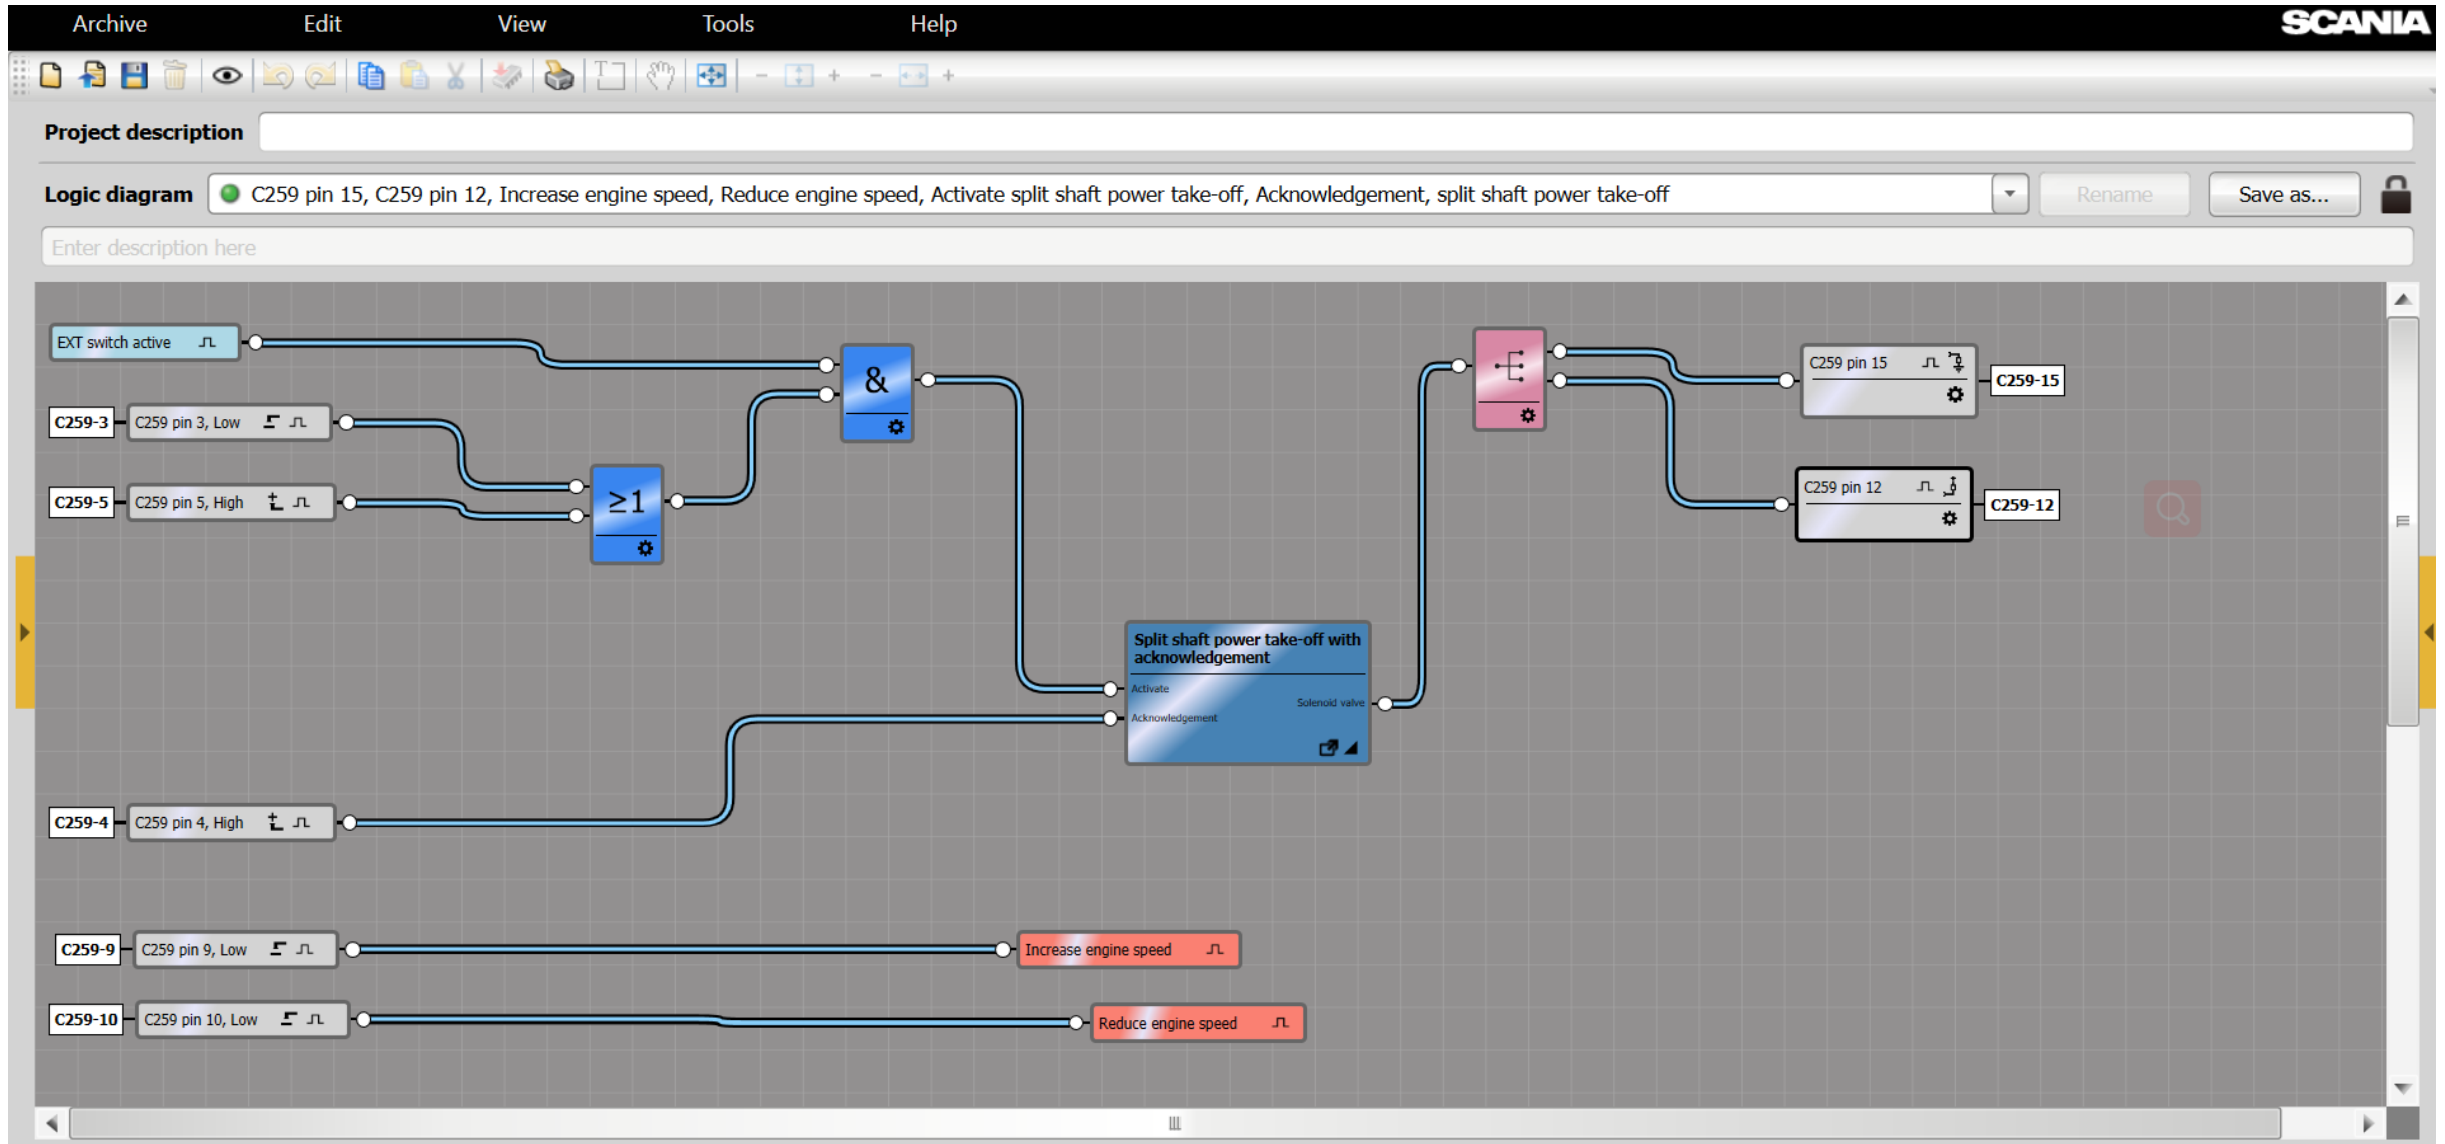 Archive Edit View Tools Help SCANIA
Project description
Logic diagram C259 pin 15, C259 pin 12, Increase engine speed, Reduce engine speed, Activate split shaft power take-off, Acknowledgement, split shaft power take-off Rename Save as...
Enter description here
EXT switch active
C259-3 C259 pin 3, Low
C259-5 C259 pin 5, High
≥1
&
C259 pin 15 C259-15
C259 pin 12 C259-12
Split shaft power take-off with
acknowledgement
Activate
Solenoid valve
Acknowledgement
C259-4 C259 pin 4, High
C259-9 C259 pin 9, Low Increase engine speed
C259-10 C259 pin 10, Low Reduce engine speed